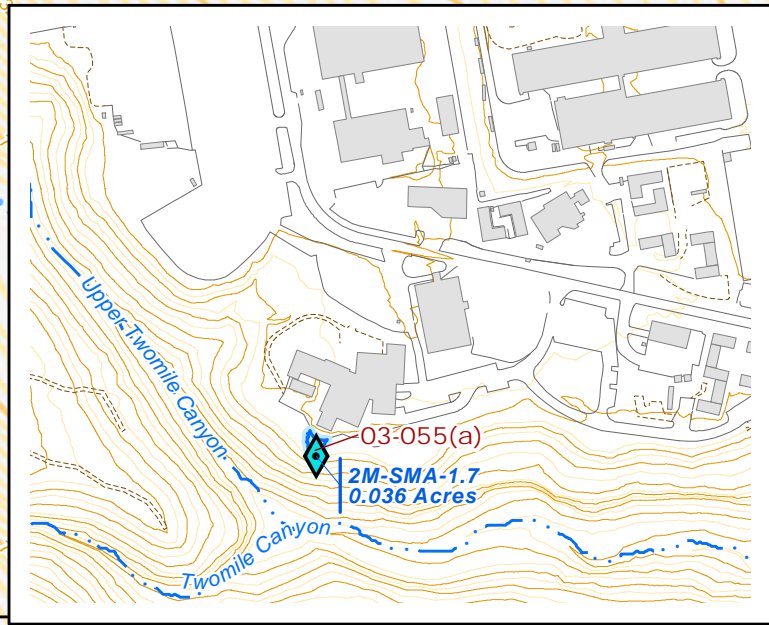 Upper Twomile Canyon
03-055(a)
2M-SMA-1.7
0.036 Acres
Twomile Canyon